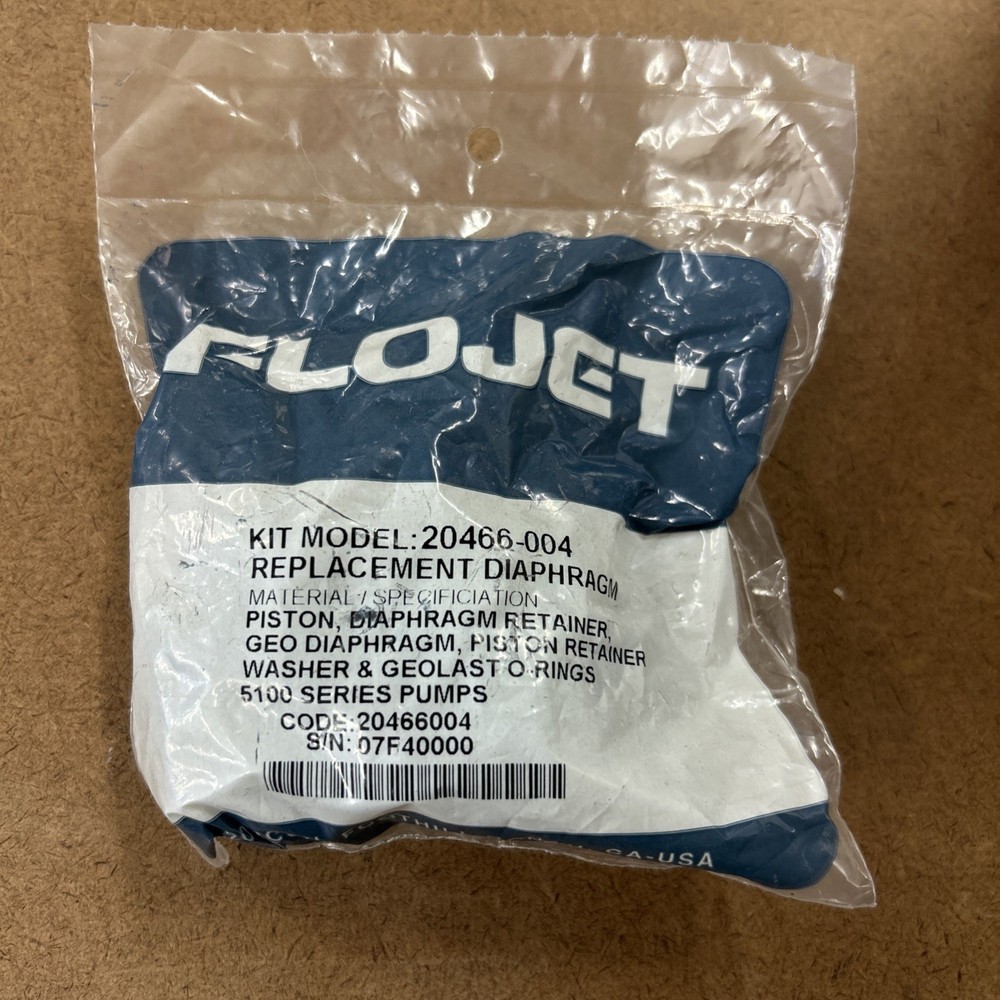 FLOJET
KIT MODEL: 20466-004
REPLACEMENT DIAPHRAGM
MATERIAL / SPECIFICIATION
PISTON, DIAPHRAGM RETAINER,
GEO DIAPHRAGM, PISTON RETAINER
WASHER & GEOLAST O-RINGS
5100 SERIES PUMPS
CODE: 20466004
S/N: 07F40000
CA-USA